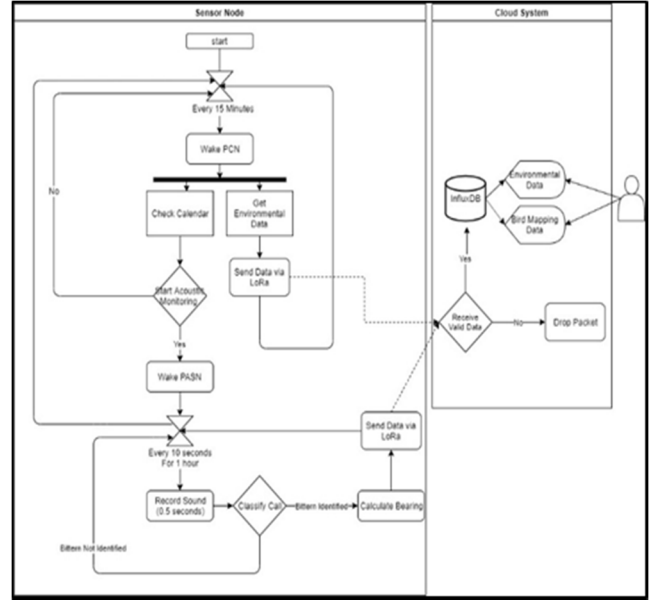 Sensor Node
Cloud System
start
Every 15 Minutes
Wake PCN
Check Calendar
Get
Environmental
Data
No
Start Acoustic
Monitoring
Send Data via
LoRa
Yes
Wake PASN
Every 10 seconds
For 1 hour
Record Sound
(0.5 seconds)
Classify Call
Bittern Identified
Calculate Bearing
Send Data via
LoRa
Bittern Not Identified
InfluxDB
Environmental
Data
Bird Mapping
Data
Yes
Receive
Valid Data
No
Drop Packet